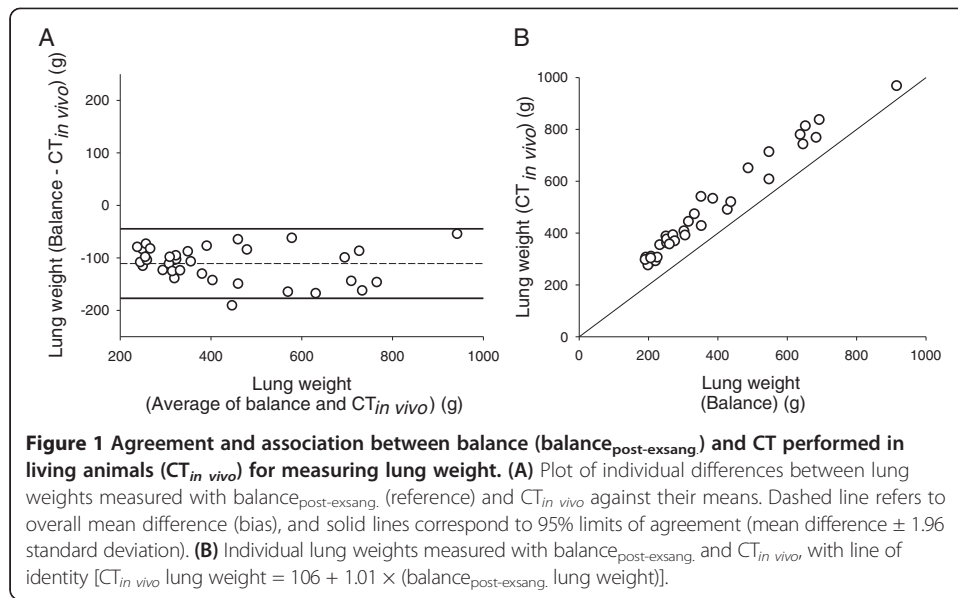 A
Lung weight (Balance - CTin vivo) (g)
200
100
0
-100
-200
200 400 600 800 1000
Lung weight
(Average of balance and CTin vivo) (g)
B
Lung weight (CT in vivo) (g)
1000
800
600
400
200
0
0 200 400 600 800 1000
Lung weight
(Balance) (g)
Figure 1 Agreement and association between balance (balancepost-exsang.) and CT performed in
living animals (CTin vivo) for measuring lung weight. (A) Plot of individual differences between lung
weights measured with balancepost-exsang. (reference) and CTin vivo against their means. Dashed line refers to
overall mean difference (bias), and solid lines correspond to 95% limits of agreement (mean difference ± 1.96
standard deviation). (B) Individual lung weights measured with balancepost-exsang. and CTin vivo, with line of
identity [CTin vivo lung weight = 106 + 1.01 × (balancepost-exsang. lung weight)].